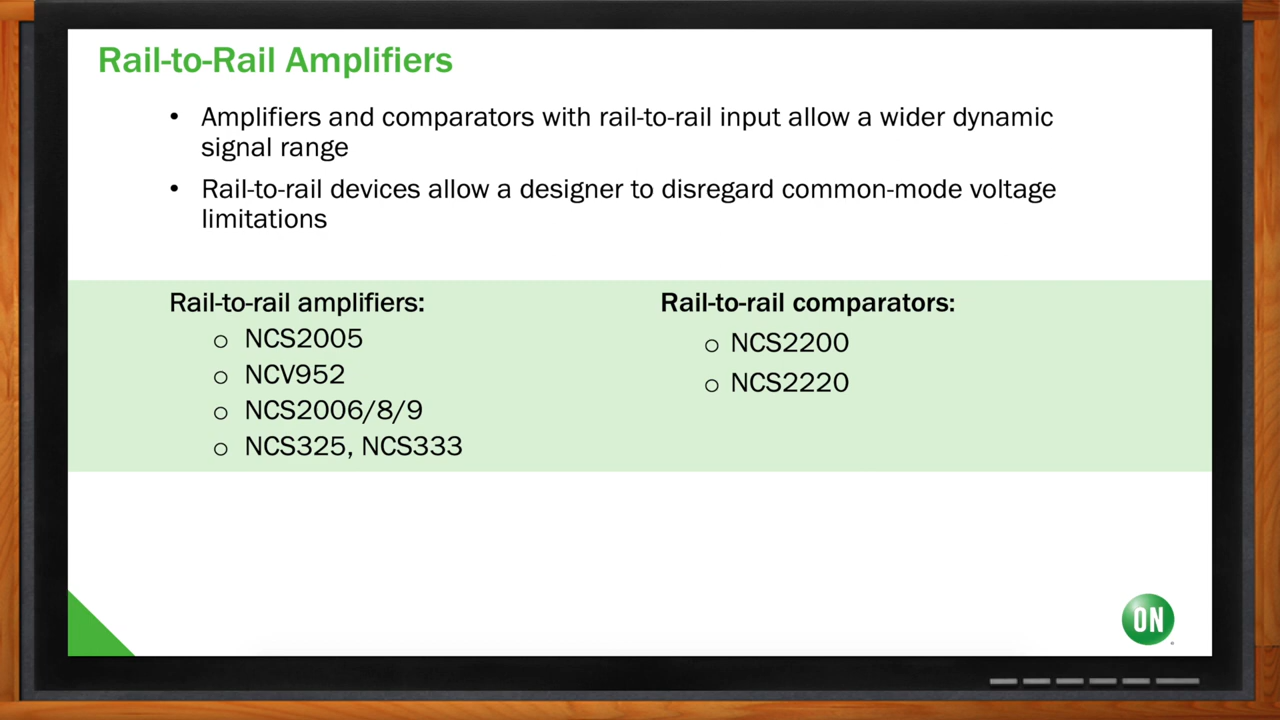 Rail-to-Rail Amplifiers
• Amplifiers and comparators with rail-to-rail input allow a wider dynamic
signal range
• Rail-to-rail devices allow a designer to disregard common-mode voltage
limitations
Rail-to-rail amplifiers:
o NCS2005
o NCV952
o NCS2006/8/9
o NCS325, NCS333
Rail-to-rail comparators:
o NCS2200
o NCS2220
ON